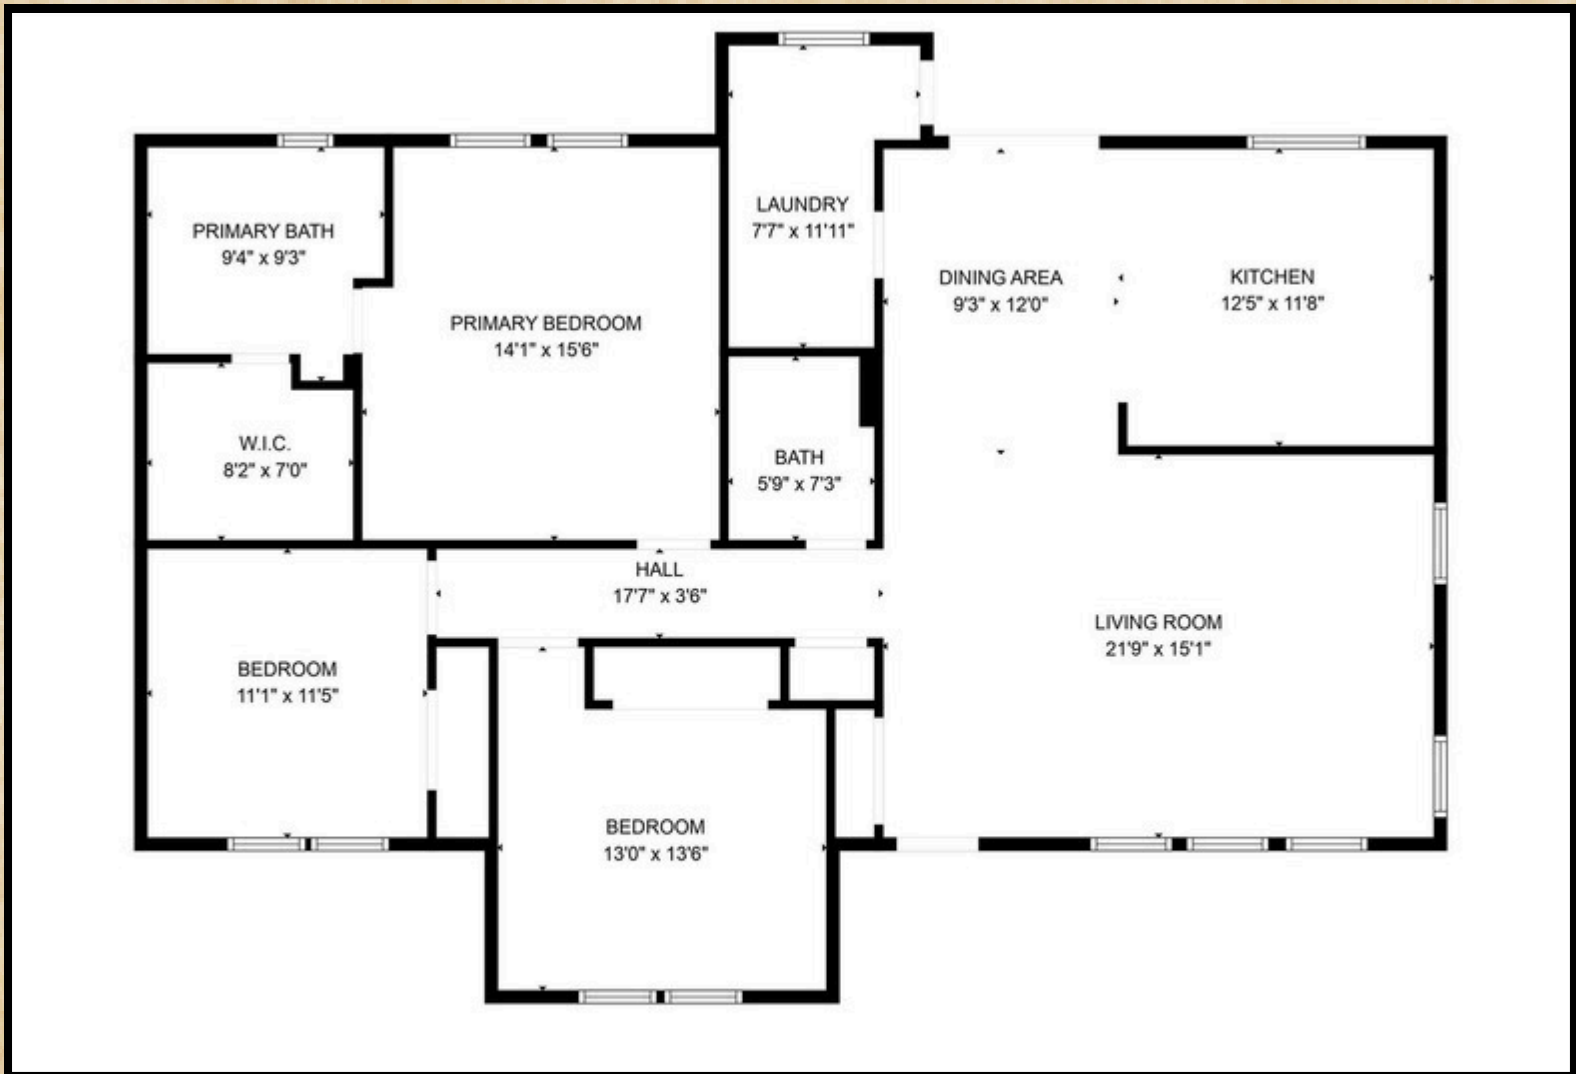 LAUNDRY
7'7" x 11'11"
PRIMARY BATH
9'4" x 9'3"
PRIMARY BEDROOM
14'1" x 15'6"
DINING AREA
9'3" x 12'0"
KITCHEN
12'5" x 11'8"
W.I.C.
8'2" x 7'0"
BATH
5'9" x 7'3"
HALL
17'7" x 3'6"
LIVING ROOM
21'9" x 15'1"
BEDROOM
11'1" x 11'5"
BEDROOM
13'0" x 13'6"